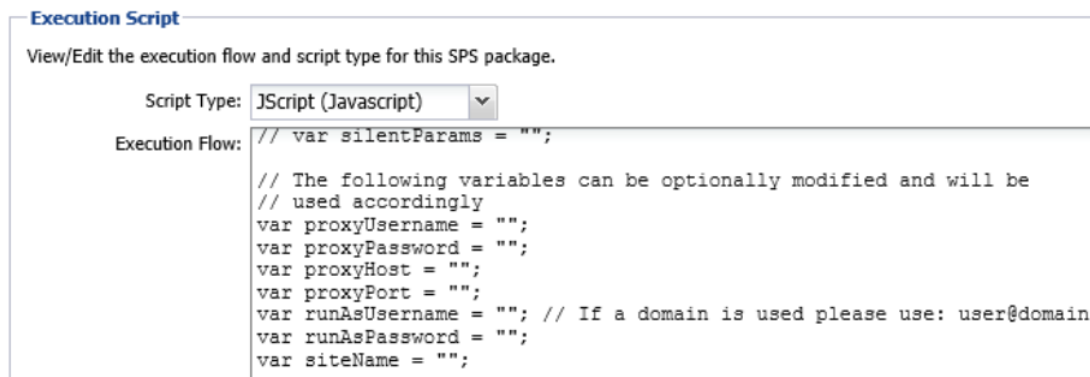 Execution Script
View/Edit the execution flow and script type for this SPS package.
Script Type: JScript (Javascript)
Execution Flow: // var silentParams = "";
// The following variables can be optionally modified and will be
// used accordingly
var proxyUsername = "";
var proxyPassword = "";
var proxyHost = "";
var proxyPort = "";
var runAsUsername = ""; // If a domain is used please use: user@domain
var runAsPassword = "";
var siteName = "";